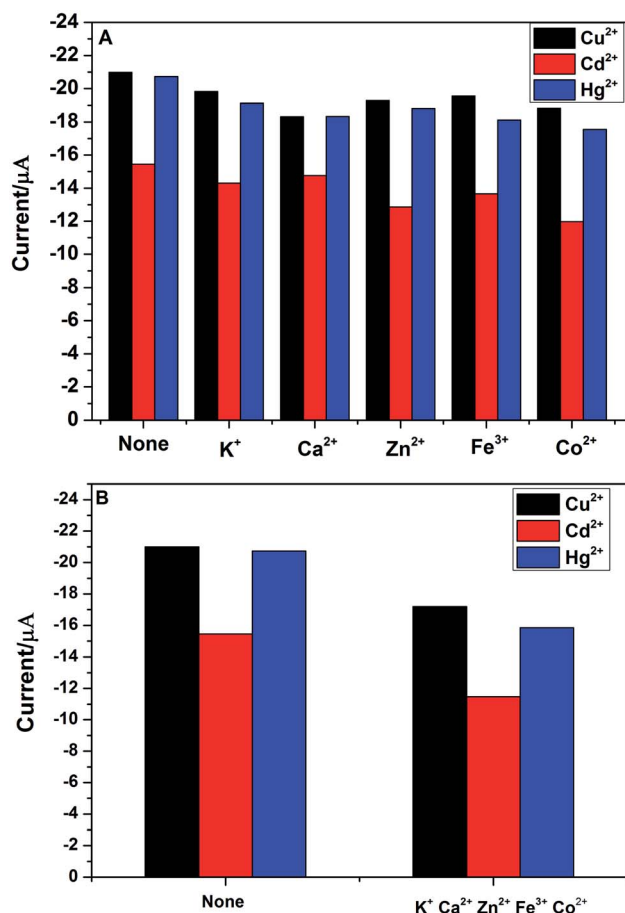 A
Cu²⁺
Cd²⁺
Hg²⁺
Current/μA
-24
-22
-20
-18
-16
-14
-12
-10
-8
-6
-4
-2
0
None K⁺ Ca²⁺ Zn²⁺ Fe³⁺ Co²⁺
B
Cu²⁺
Cd²⁺
Hg²⁺
Current/μA
-24
-22
-20
-18
-16
-14
-12
-10
-8
-6
-4
-2
0
None K⁺ Ca²⁺ Zn²⁺ Fe³⁺ Co²⁺